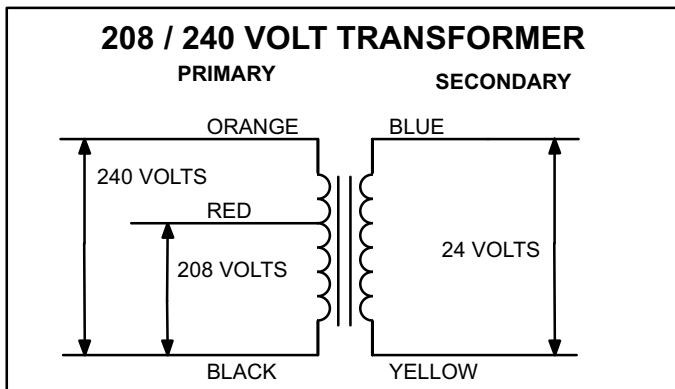 208 / 240 VOLT TRANSFORMER
PRIMARY
SECONDARY
ORANGE
BLUE
240 VOLTS
RED
208 VOLTS
24 VOLTS
BLACK
YELLOW